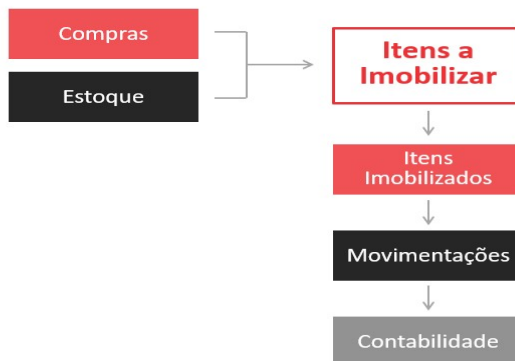 Compras
Estoque
Itens a
Imobilizar
Itens
Imobilizados
Movimentações
Contabilidade